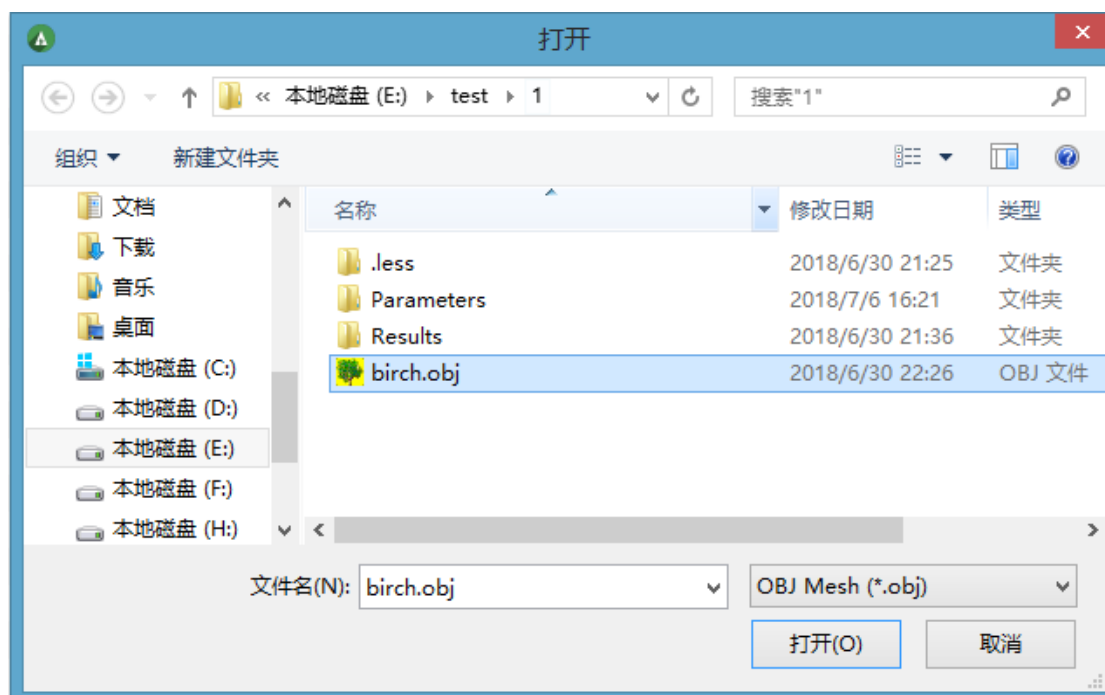 打开
« 本地磁盘 (E:) test 1
搜索"1"
组织 新建文件夹
文档
下载
音乐
桌面
本地磁盘 (C:)
本地磁盘 (D:)
本地磁盘 (E:)
本地磁盘 (F:)
本地磁盘 (H:)
名称 修改日期 类型
.less 2018/6/30 21:25 文件夹
Parameters 2018/7/6 16:21 文件夹
Results 2018/6/30 21:36 文件夹
birch.obj 2018/6/30 22:26 OBJ 文件
文件名(N): birch.obj OBJ Mesh (*.obj)
打开(O) 取消